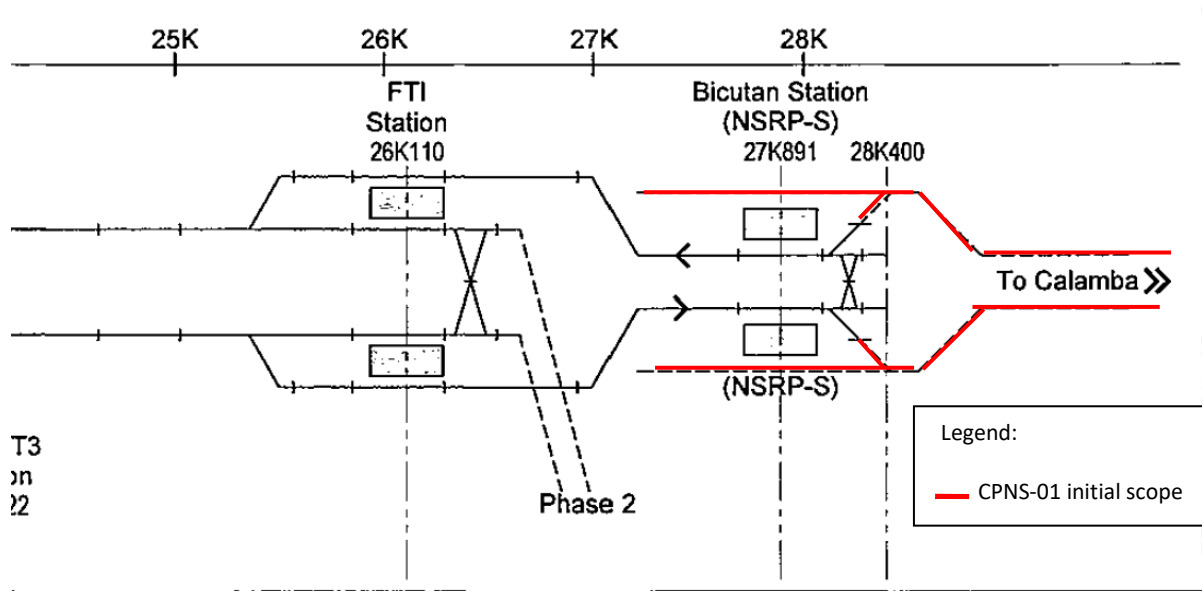 25K
26K
27K
28K
FTI
Station
26K110
Bicutan Station
(NSRP-S)
27K891
28K400
To Calamba
(NSRP-S)
T3
on
22
Phase 2
Legend:
CPNS-01 initial scope